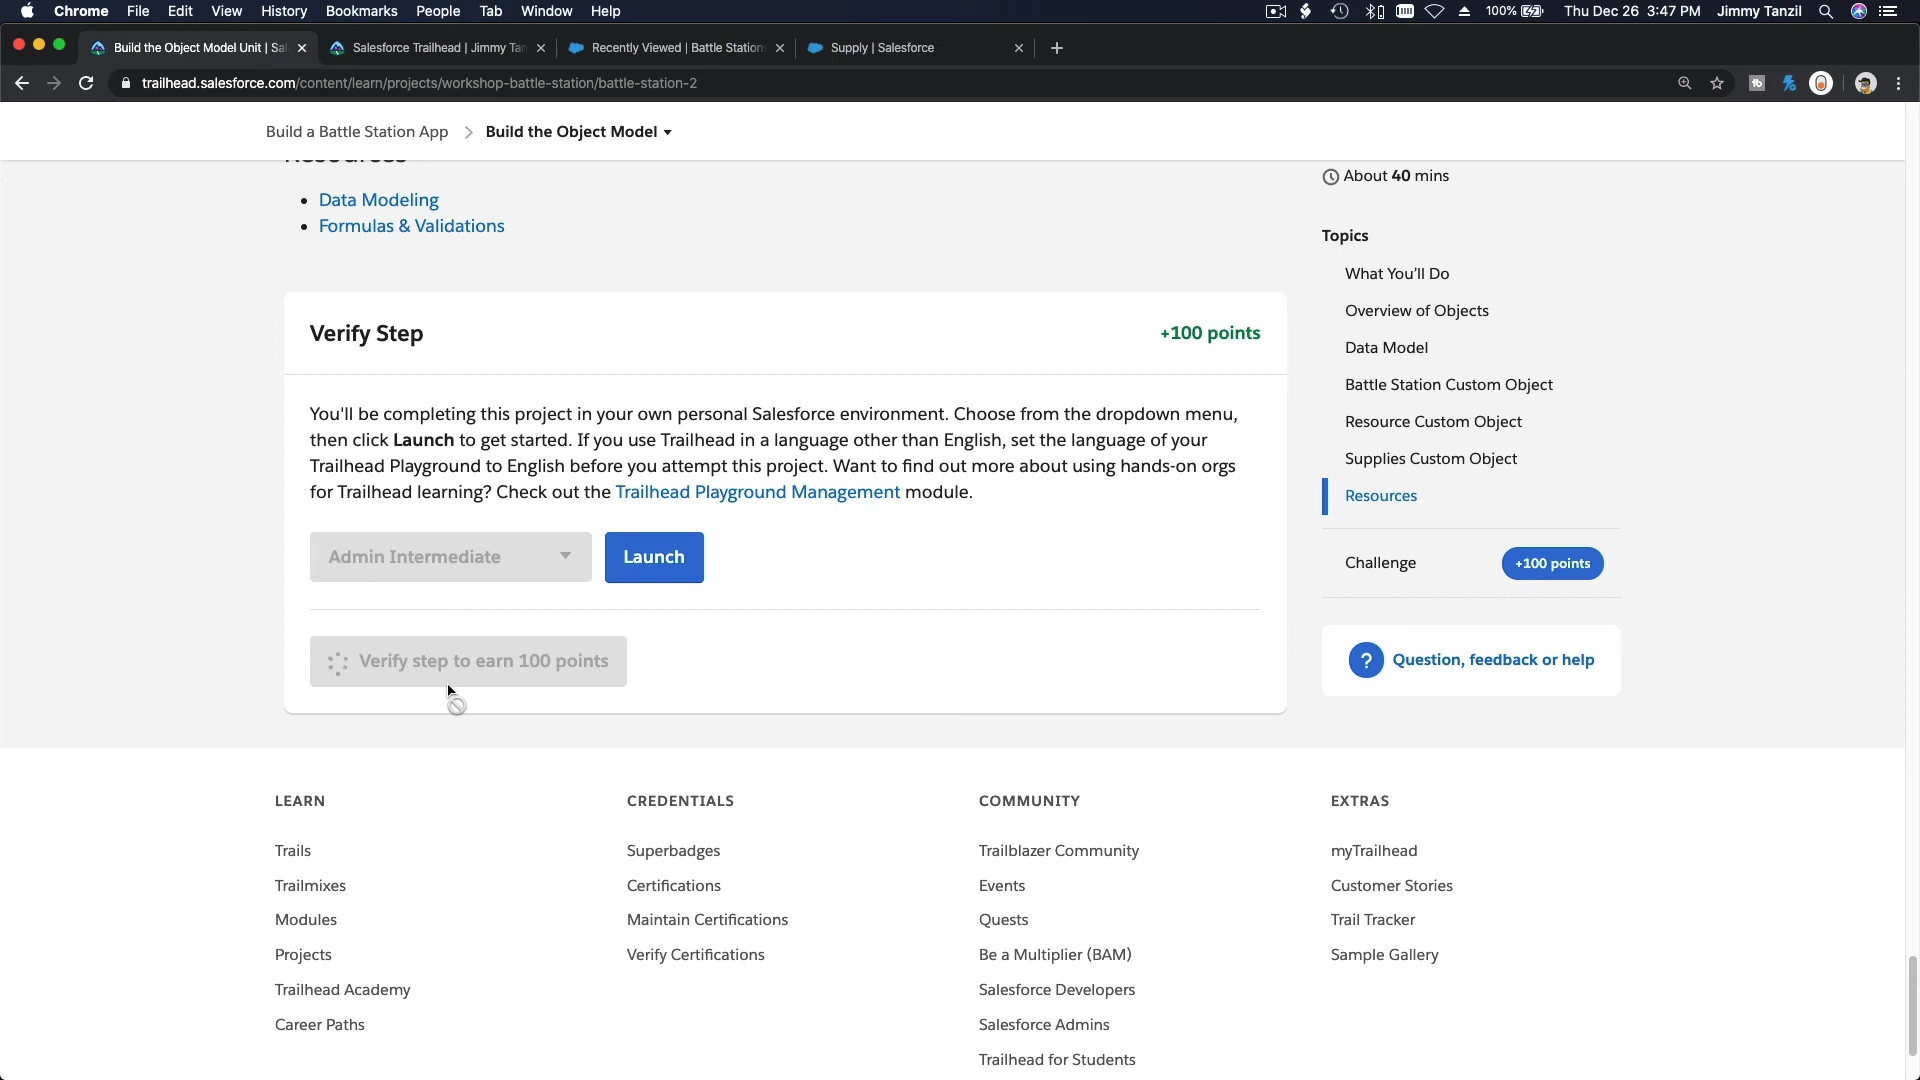 Chrome File Edit View History Bookmarks People Tab Window Help 100% Thu Dec 26 3:47 PM Jimmy Tanzil
Build the Object Model Unit | Sal
Salesforce Trailhead | Jimmy Tan
Recently Viewed | Battle Station
Supply | Salesforce
trailhead.salesforce.com/content/learn/projects/workshop-battle-station/battle-station-2
Build a Battle Station App > Build the Object Model
Resources
Data Modeling
Formulas & Validations
Verify Step +100 points
You'll be completing this project in your own personal Salesforce environment. Choose from the dropdown menu,
then click Launch to get started. If you use Trailhead in a language other than English, set the language of your
Trailhead Playground to English before you attempt this project. Want to find out more about using hands-on orgs
for Trailhead learning? Check out the Trailhead Playground Management module.
Admin Intermediate
Launch
Verify step to earn 100 points
About 40 mins
Topics
What You'll Do
Overview of Objects
Data Model
Battle Station Custom Object
Resource Custom Object
Supplies Custom Object
Resources
Challenge +100 points
? Question, feedback or help
LEARN
Trails
Trailmixes
Modules
Projects
Trailhead Academy
Career Paths
CREDENTIALS
Superbadges
Certifications
Maintain Certifications
Verify Certifications
COMMUNITY
Trailblazer Community
Events
Quests
Be a Multiplier (BAM)
Salesforce Developers
Salesforce Admins
Trailhead for Students
EXTRAS
myTrailhead
Customer Stories
Trail Tracker
Sample Gallery